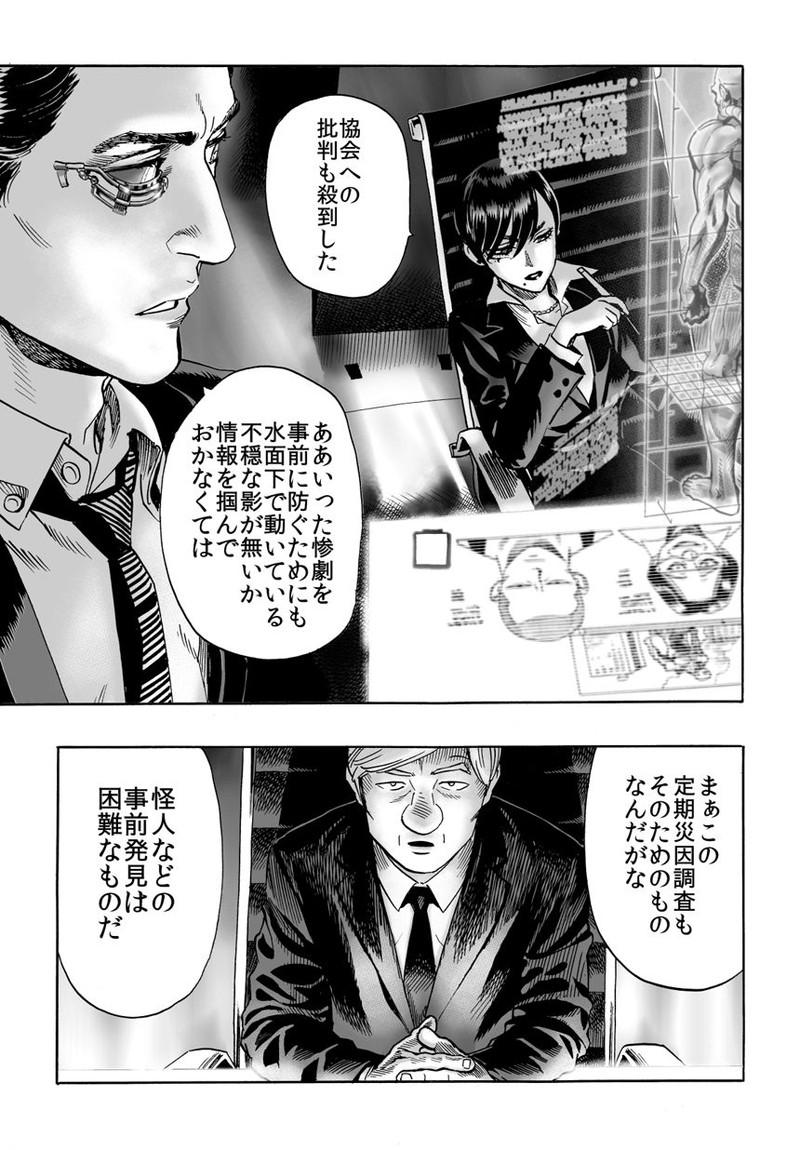 協会への
批判も殺到した
ああいった惨劇を
事前に防ぐためにも
水面下で動いている
不穏な影が無いか
情報を掴んで
おかなくては
まぁこの
定期災因調査も
そのためのもの
なんだがな
怪人などの
事前発見は
困難なものだ